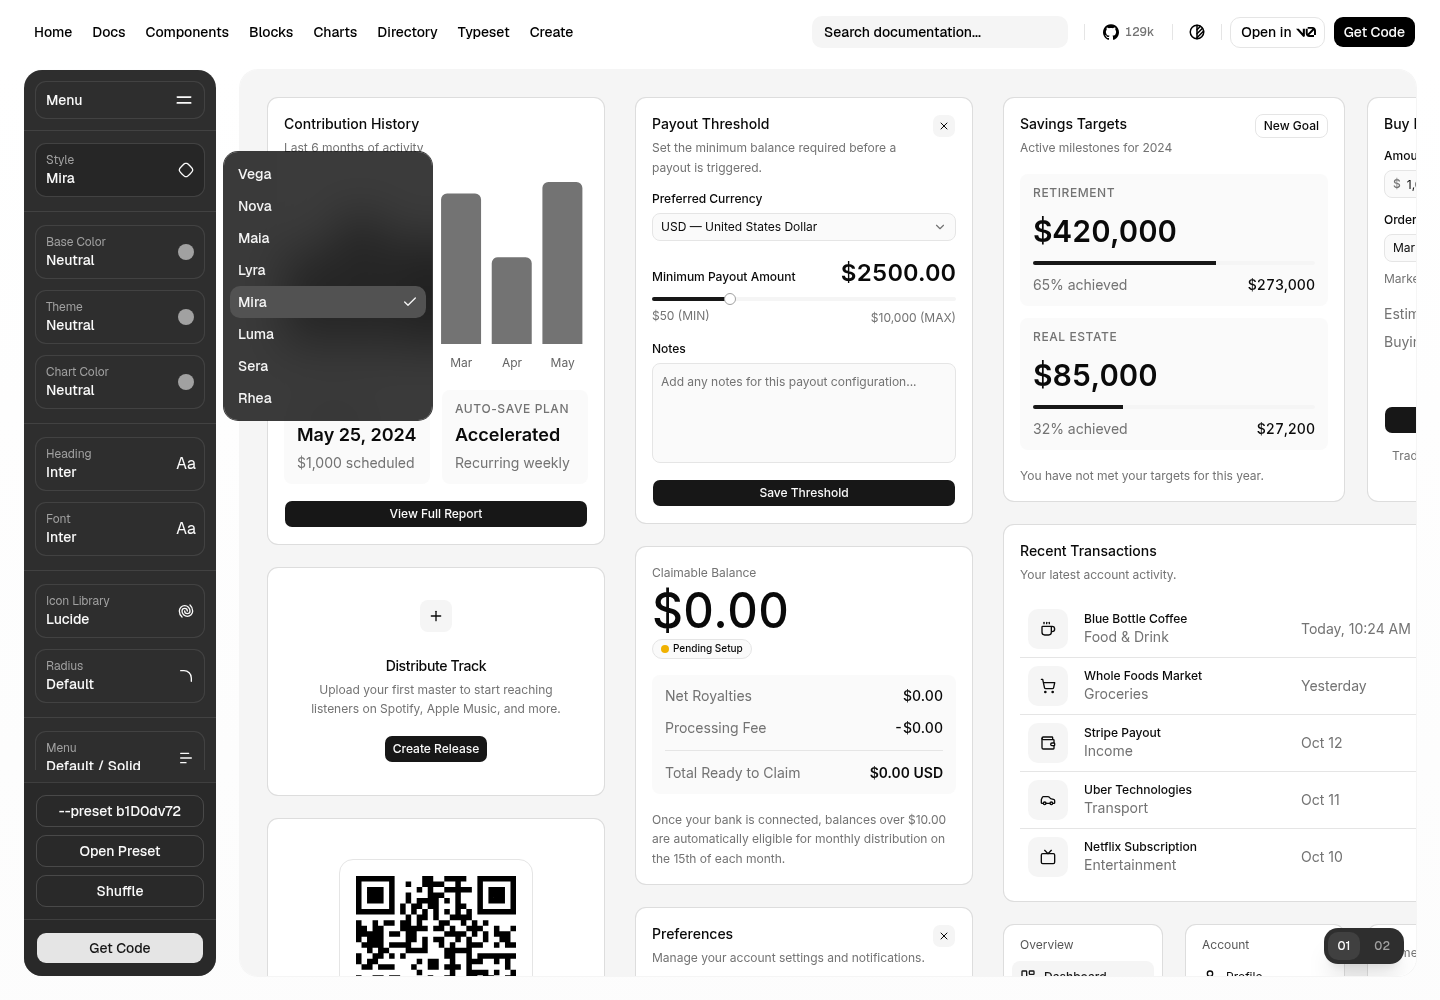 Home
Docs
Components
Blocks
Charts
Directory
Typeset
Create
Search documentation...
129k
Open in v0
Get Code
Menu
Style
Mira
Base Color
Neutral
Theme
Neutral
Chart Color
Neutral
Heading
Inter
Aa
Font
Inter
Aa
Icon Library
Lucide
Radius
Default
Menu
Default / Solid
--preset b1D0dv72
Open Preset
Shuffle
Get Code
Vega
Nova
Maia
Lyra
Mira
Luma
Sera
Rhea
Contribution History
Last 6 months of activity
Mar
Apr
May
May 25, 2024
$1,000 scheduled
AUTO-SAVE PLAN
Accelerated
Recurring weekly
View Full Report
Distribute Track
Upload your first master to start reaching
listeners on Spotify, Apple Music, and more.
Create Release
Payout Threshold
Set the minimum balance required before a
payout is triggered.
Preferred Currency
USD — United States Dollar
Minimum Payout Amount
$2500.00
$50 (MIN)
$10,000 (MAX)
Notes
Add any notes for this payout configuration...
Save Threshold
Claimable Balance
$0.00
Pending Setup
Net Royalties
$0.00
Processing Fee
-$0.00
Total Ready to Claim
$0.00 USD
Once your bank is connected, balances over $10.00
are automatically eligible for monthly distribution on
the 15th of each month.
Preferences
Manage your account settings and notifications.
Savings Targets
Active milestones for 2024
New Goal
RETIREMENT
$420,000
65% achieved
$273,000
REAL ESTATE
$85,000
32% achieved
$27,200
You have not met your targets for this year.
Recent Transactions
Your latest account activity.
Blue Bottle Coffee
Food & Drink
Today, 10:24 AM
Whole Foods Market
Groceries
Yesterday
Stripe Payout
Income
Oct 12
Uber Technologies
Transport
Oct 11
Netflix Subscription
Entertainment
Oct 10
Overview
Dashboard
Account
Profile
Buy
$
Order
01
02